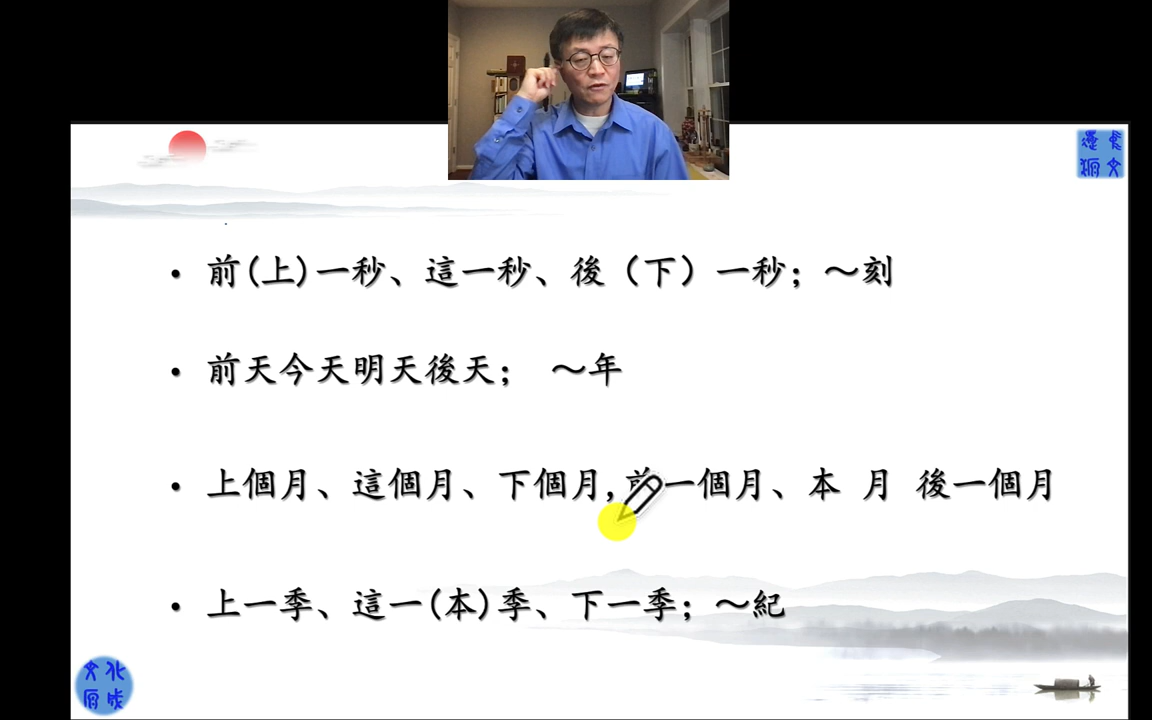 前(上)一秒、這一秒、後（下）一秒；～刻
前天今天明天後天； ～年
上個月、這個月、下個月,前一個月、本 月 後一個月
上一季、這一(本)季、下一季；～紀